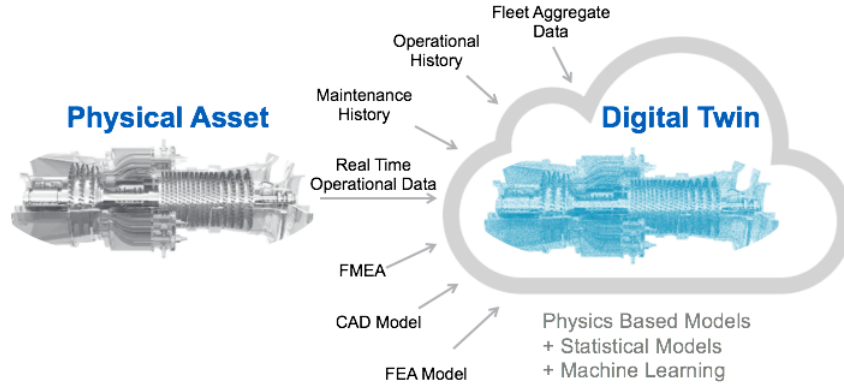 Fleet Aggregate
Data
Operational
History
Maintenance
History
Physical Asset
Digital Twin
Real Time
Operational Data
FMEA
CAD Model
FEA Model
Physics Based Models
+ Statistical Models
+ Machine Learning